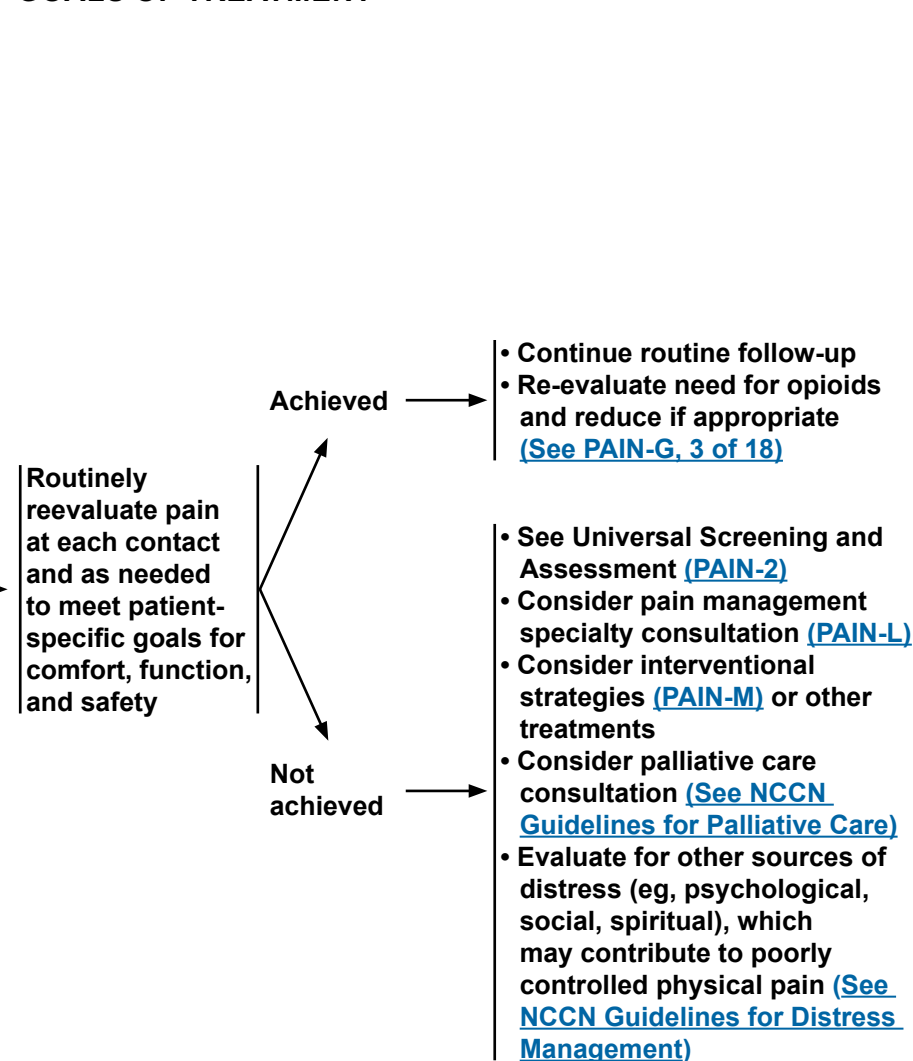 GOALS OF TREATMENT
Achieved
• Continue routine follow-up
• Re-evaluate need for opioids
and reduce if appropriate
(See PAIN-G, 3 of 18)
Routinely
reevaluate pain
at each contact
and as needed
to meet patient-
specific goals for
comfort, function,
and safety
Not
achieved
• See Universal Screening and
Assessment (PAIN-2)
• Consider pain management
specialty consultation (PAIN-L)
• Consider interventional
strategies (PAIN-M) or other
treatments
• Consider palliative care
consultation (See NCCN
Guidelines for Palliative Care)
• Evaluate for other sources of
distress (eg, psychological,
social, spiritual), which
may contribute to poorly
controlled physical pain (See
NCCN Guidelines for Distress
Management)